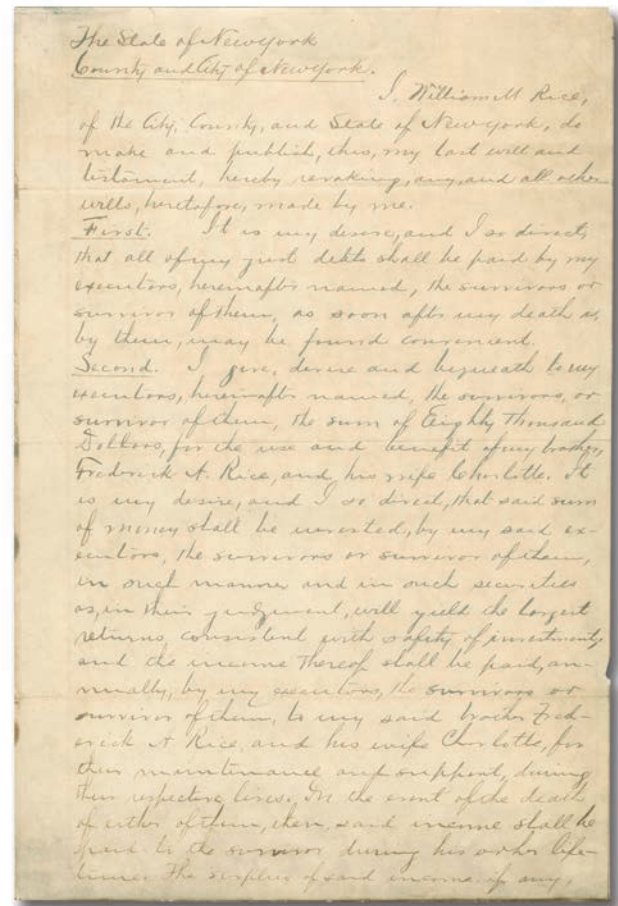 The State of New York
County and City of New York.
I, William M Rice,
of the City, County, and State of New York, do
make and publish, this, my last will and
testament, hereby revoking, any, and all other
wills, heretofore, made by me.
First. It is my desire, and I so direct,
that all of my just debts shall be paid by my
executors, hereinafter named, the survivors or
survivor of them, as soon after my death as,
by them, may be found convenient.
Second. I give, devise and bequeath to my
executors, hereinafter named, the survivors, or
survivor of them, the sum of Eighty Thousand
Dollars, for the use and benefit of my brother,
Frederick A. Rice, and his wife Charlotte. It
is my desire, and I so direct, that said sum
of money shall be invested, by my said ex-
ecutors, the survivors or survivor of them,
in such manner and in such securities
as, in their judgment, will yield the largest
returns, consistent with safety of investment,
and the income thereof shall be paid, an-
nually, by my executors, the survivors or
survivor of them, to my said brother Fred-
erick A. Rice, and his wife Charlotte, for
their maintenance and support, during
their respective lives. In the event of the death
of either of them, then, said income shall be
paid to the survivor, during his or her life-
time. The surplus of said income if any,